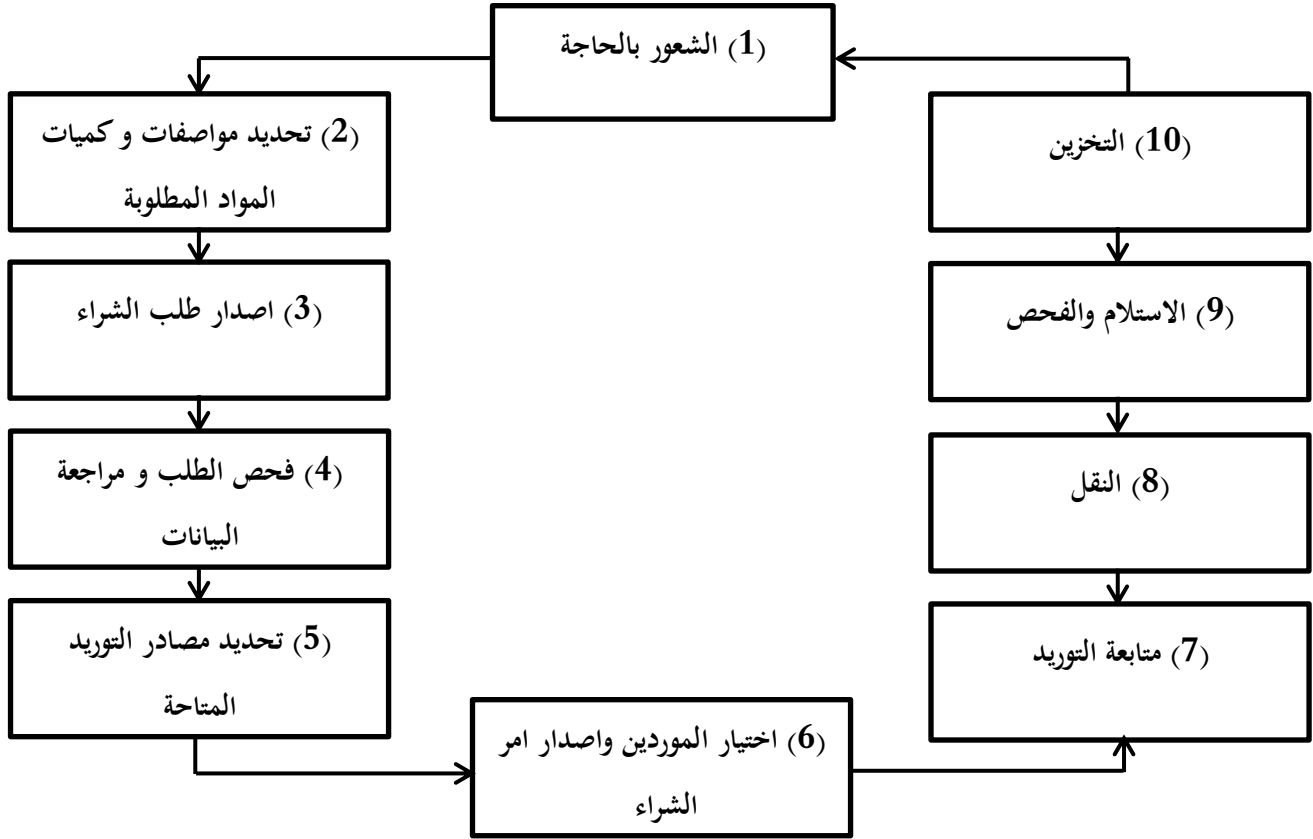 (1) الشعور بالحاجة
(2) تحديد مواصفات و كميات
المواد المطلوبة
(3) اصدار طلب الشراء
(4) فحص الطلب و مراجعة
البيانات
(5) تحديد مصادر التوريد
المتاحة
(6) اختيار الموردين واصدار امر
الشراء
(7) متابعة التوريد
(8) النقل
(9) الاستلام والفحص
(10) التخزين